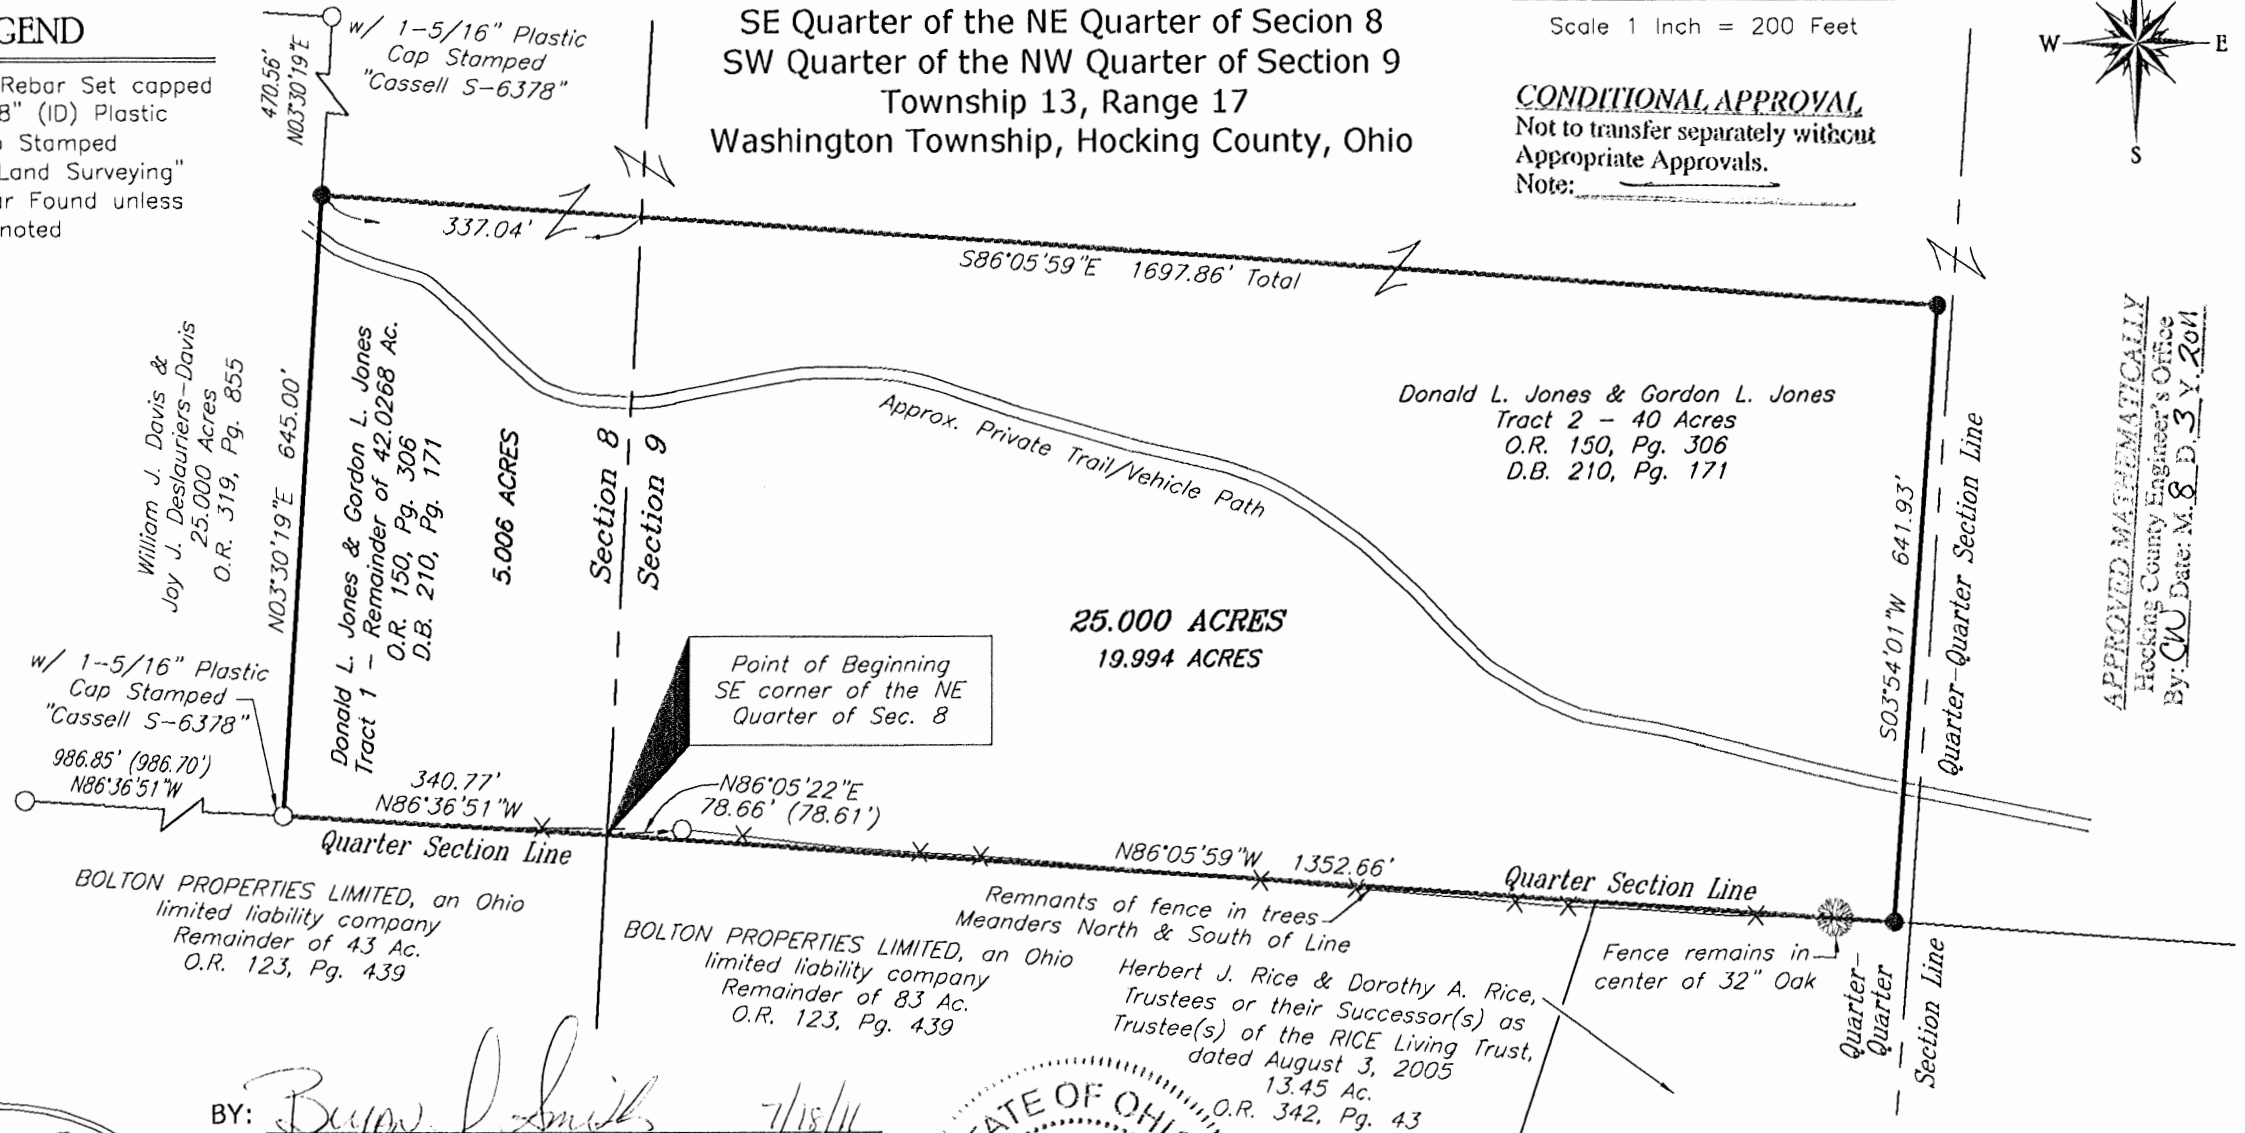 GEND
Rebar Set capped
8" (ID) Plastic
Stamped
Land Surveying"
r Found unless
noted
470.56'
N03°30'19"E
w/ 1-5/16" Plastic
Cap Stamped
"Cassell S-6378"
SE Quarter of the NE Quarter of Secion 8
SW Quarter of the NW Quarter of Section 9
Township 13, Range 17
Washington Township, Hocking County, Ohio
Scale 1 Inch = 200 Feet
CONDITIONAL APPROVAL
Not to transfer separately without
Appropriate Approvals.
Note:
W
E
S
337.04'
S86°05'59"E 1697.86' Total
William J. Davis &
Joy J. Deslauriers-Davis
25.000 Acres
O.R. 319, Pg. 855
N03°30'19"E 645.00'
Donald L. Jones & Gordon L. Jones
Tract 1 - Remainder of 42.0268 Ac.
O.R. 150, Pg. 306
D.B. 210, Pg. 171
5.006 ACRES
Section 8
Section 9
Approx. Private Trail/Vehicle Path
Donald L. Jones & Gordon L. Jones
Tract 2 - 40 Acres
O.R. 150, Pg. 306
D.B. 210, Pg. 171
25.000 ACRES
19.994 ACRES
S03°54'01"W 641.93'
Quarter-Quarter Section Line
APPROVED MATHEMATICALLY
Hocking County Engineer's Office
By: CW Date: M. 8 D. 3 Y. 2011
Point of Beginning
SE corner of the NE
Quarter of Sec. 8
w/ 1-5/16" Plastic
Cap Stamped
"Cassell S-6378"
986.85' (986.70')
N86°36'51"W
340.77'
N86°36'51"W
Quarter Section Line
N86°05'22"E
78.66' (78.61')
N86°05'59"W 1352.66'
Quarter Section Line
Remnants of fence in trees
Meanders North & South of Line
BOLTON PROPERTIES LIMITED, an Ohio
limited liability company
Remainder of 43 Ac.
O.R. 123, Pg. 439
BOLTON PROPERTIES LIMITED, an Ohio
limited liability company
Remainder of 83 Ac.
O.R. 123, Pg. 439
Herbert J. Rice & Dorothy A. Rice,
Trustees or their Successor(s) as
Trustee(s) of the RICE Living Trust,
dated August 3, 2005
13.45 Ac.
O.R. 342, Pg. 43
Fence remains in
center of 32" Oak
Quarter-
Quarter
Section Line
BY: 7/18/11
ATE OF OHI